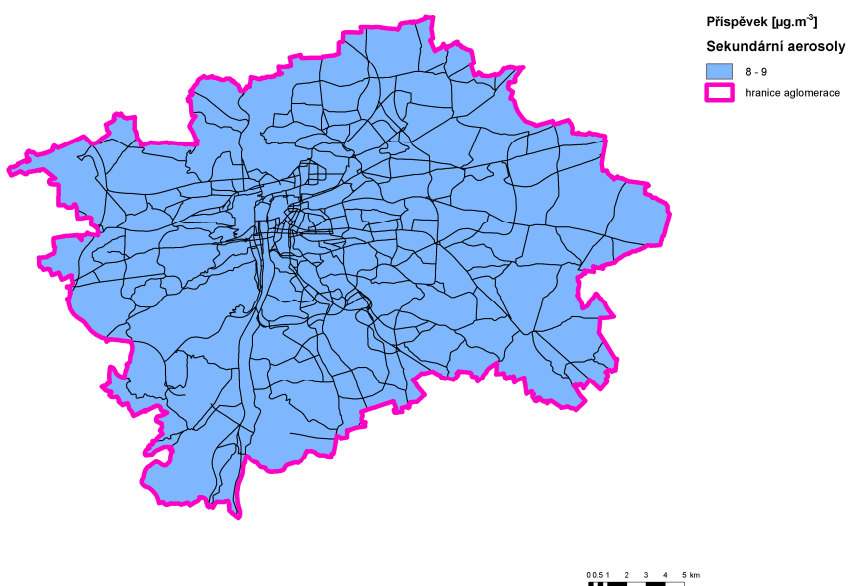 Příspěvek [µg.m-3]
Sekundární aerosoly
8 - 9
hranice aglomerace
0 0.5 1 2 3 4 5 km